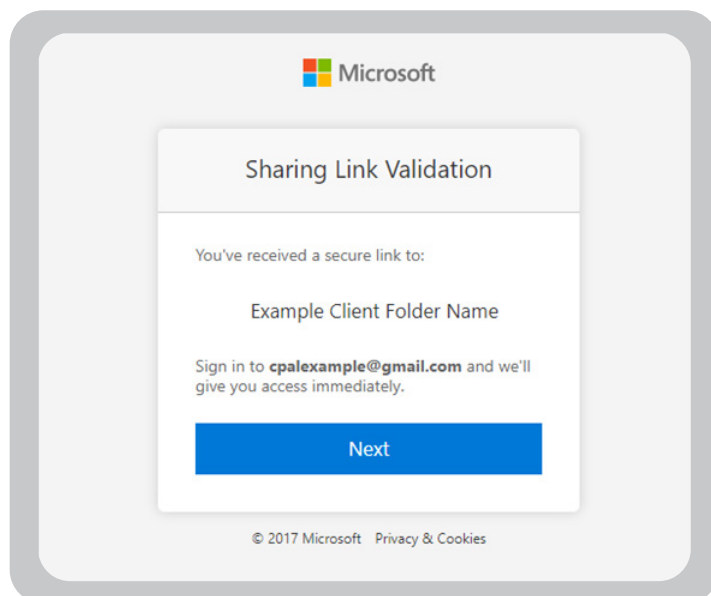 Microsoft
Sharing Link Validation
You've received a secure link to:
Example Client Folder Name
Sign in to cpalexample@gmail.com and we'll
give you access immediately.
Next
© 2017 Microsoft Privacy & Cookies